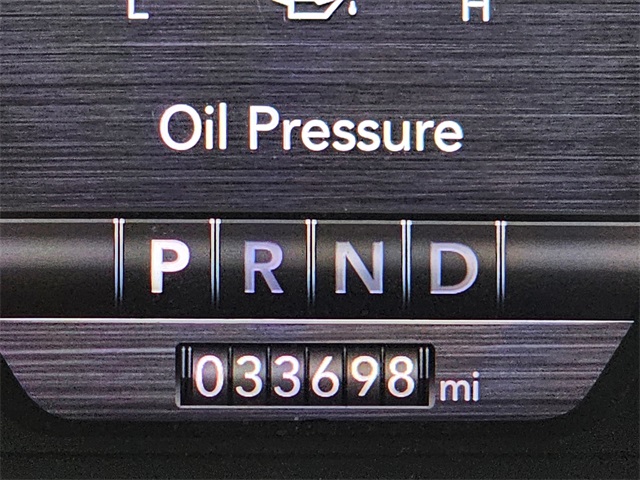 L H
Oil Pressure
P R N D
033698 mi